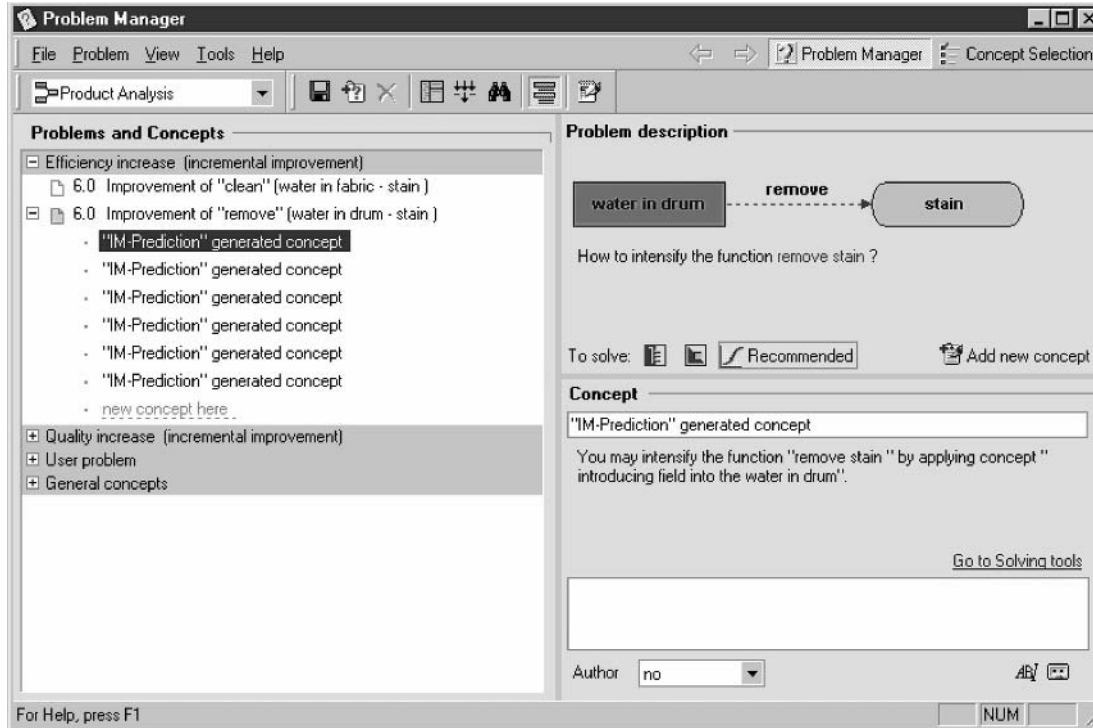 Problem Manager
File Problem View Tools Help
Problem Manager Concept Selection
Product Analysis
Problems and Concepts
Efficiency increase (incremental improvement)
6.0 Improvement of "clean" (water in fabric - stain )
6.0 Improvement of "remove" (water in drum - stain )
"IM-Prediction" generated concept
"IM-Prediction" generated concept
"IM-Prediction" generated concept
"IM-Prediction" generated concept
"IM-Prediction" generated concept
"IM-Prediction" generated concept
new concept here
Quality increase (incremental improvement)
User problem
General concepts
Problem description
water in drum remove stain
How to intensify the function remove stain ?
To solve: Recommended Add new concept
Concept
"IM-Prediction" generated concept
You may intensify the function "remove stain " by applying concept "
introducing field into the water in drum".
Go to Solving tools
Author no
For Help, press F1 NUM